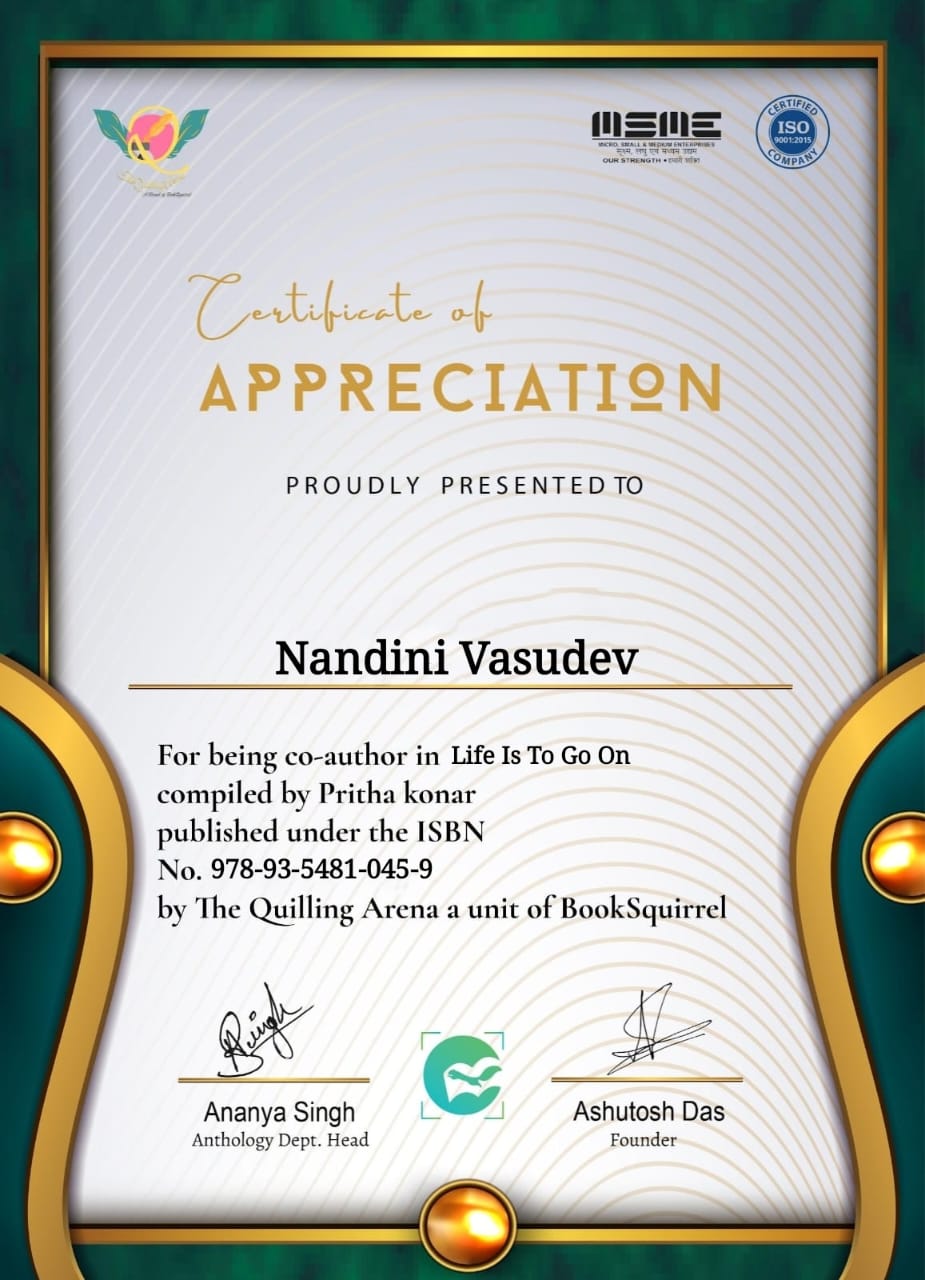 A Brand of BookSquirrel
MSME
MICRO, SMALL & MEDIUM ENTERPRISES
सूक्ष्म, लघु एवं मध्यम उद्यम
OUR STRENGTH • हमारी शक्ति
CERTIFIED
ISO
9001:2015
COMPANY
Certificate of
APPRECIATION
PROUDLY PRESENTED TO
Nandini Vasudev
For being co-author in Life Is To Go On
compiled by Pritha konar
published under the ISBN
No. 978-93-5481-045-9
by The Quilling Arena a unit of BookSquirrel
Ananya Singh
Anthology Dept. Head
Ashutosh Das
Founder